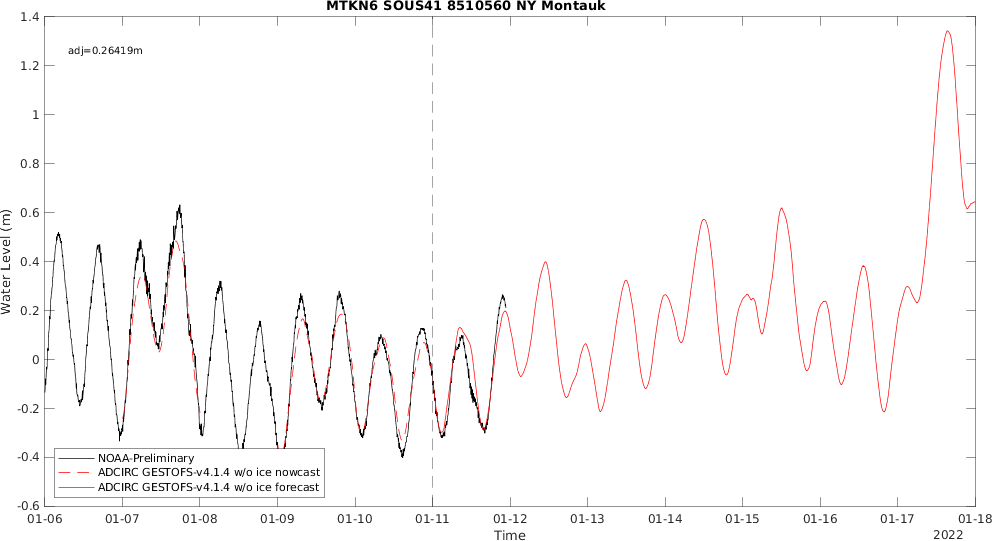 MTKN6 SOUS41 8510560 NY Montauk
adj=0.26419m
Water Level (m)
1.4
1.2
1
0.8
0.6
0.4
0.2
0
-0.2
-0.4
-0.6
NOAA-Preliminary
ADCIRC GESTOFS-v4.1.4 w/o ice nowcast
ADCIRC GESTOFS-v4.1.4 w/o ice forecast
01-06 01-07 01-08 01-09 01-10 01-11 01-12 01-13 01-14 01-15 01-16 01-17 01-18
Time
2022